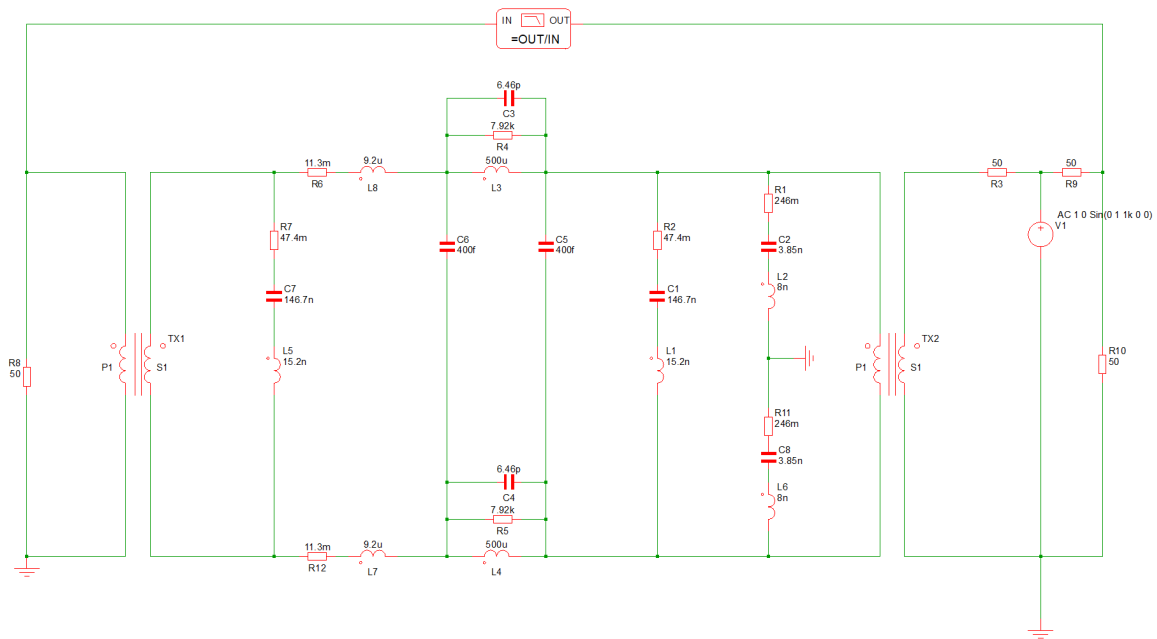 IN OUT
=OUT/IN
6.46p
C3
7.92k
R4
11.3m
R6
9.2u
L8
500u
L3
50
R3
50
R9
AC 1 0 Sin(0 1 1k 0 0)
V1
R7
47.4m
C6
400f
C5
400f
R2
47.4m
R1
246m
C2
3.85n
C7
146.7n
C1
146.7n
L2
8n
R8
50
P1
S1
TX1
L5
15.2n
L1
15.2n
P1
S1
TX2
R10
50
R11
246m
C8
3.85n
6.46p
C4
L6
8n
7.92k
R5
11.3m
R12
9.2u
L7
500u
L4